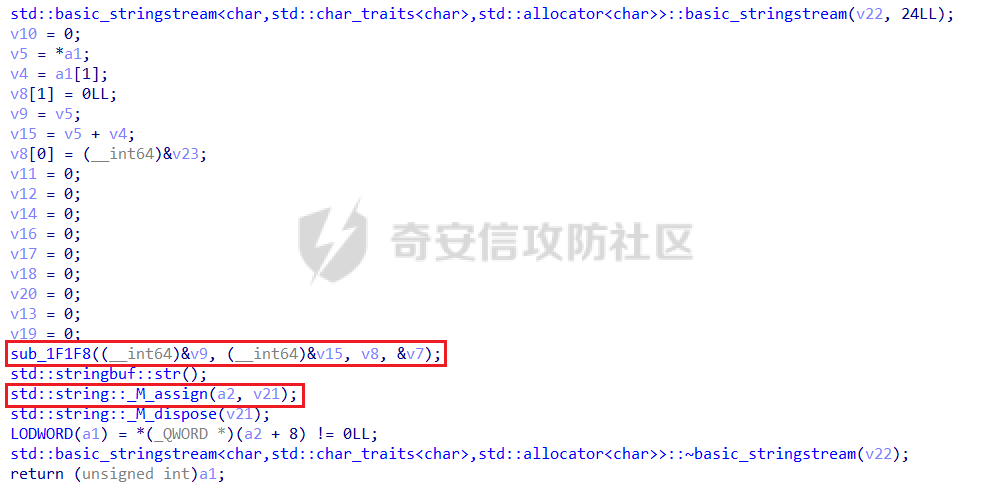 std::basic_stringstream<char,std::char_traits<char>,std::allocator<char>>::basic_stringstream(v22, 24LL);
v10 = 0;
v5 = *a1;
v4 = a1[1];
v8[1] = 0LL;
v9 = v5;
v15 = v5 + v4;
v8[0] = (__int64)&v23;
v11 = 0;
v12 = 0;
v14 = 0;
v16 = 0;
v17 = 0;
v18 = 0;
v20 = 0;
v13 = 0;
v19 = 0;
sub_1F1F8((__int64)&v9, (__int64)&v15, v8, &v7);
std::stringbuf::str();
std::string::_M_assign(a2, v21);
std::string::_M_dispose(v21);
LODWORD(a1) = *(_QWORD *)(a2 + 8) != 0LL;
std::basic_stringstream<char,std::char_traits<char>,std::allocator<char>>::~basic_stringstream(v22);
return (unsigned int)a1;
奇安信攻防社区